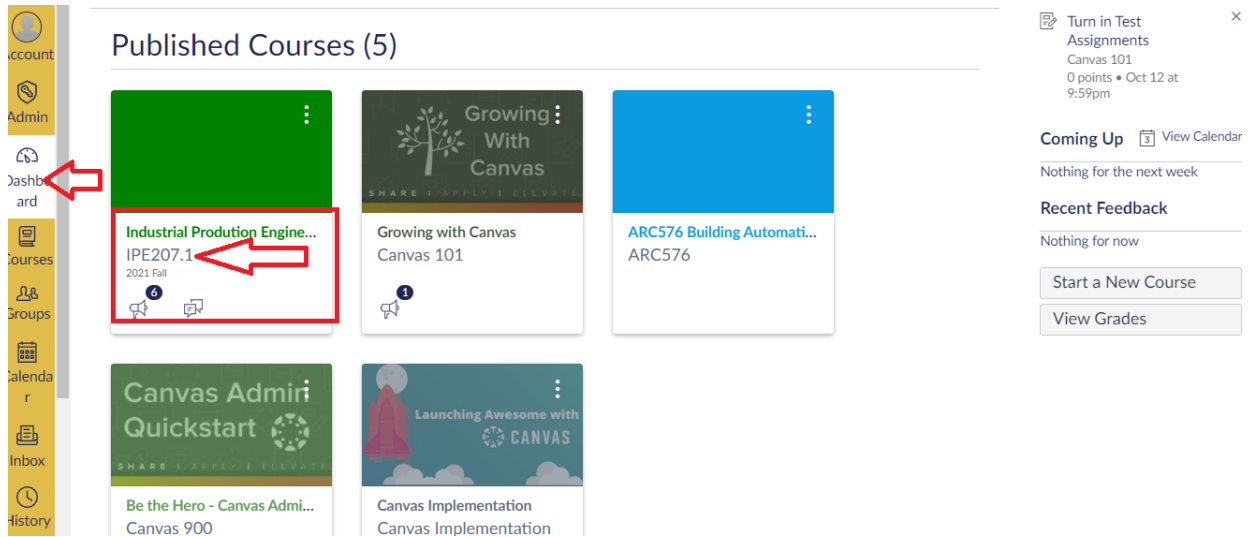 Account
Admin
Dashbo
ard
Courses
Groups
Calenda
r
Inbox
History
Published Courses (5)
Industrial Prodution Engine...
IPE207.1
2021 Fall
6
Growing
With
Canvas
SHARE | APPLY | ELEVATE
Growing with Canvas
Canvas 101
1
ARC576 Building Automati...
ARC576
Canvas Admin
Quickstart
SHARE | APPLY | ELEVATE
Be the Hero - Canvas Admi...
Canvas 900
Launching Awesome with
CANVAS
Canvas Implementation
Canvas Implementation
Turn in Test
Assignments
Canvas 101
0 points • Oct 12 at
9:59pm
Coming Up 3 View Calendar
Nothing for the next week
Recent Feedback
Nothing for now
Start a New Course
View Grades